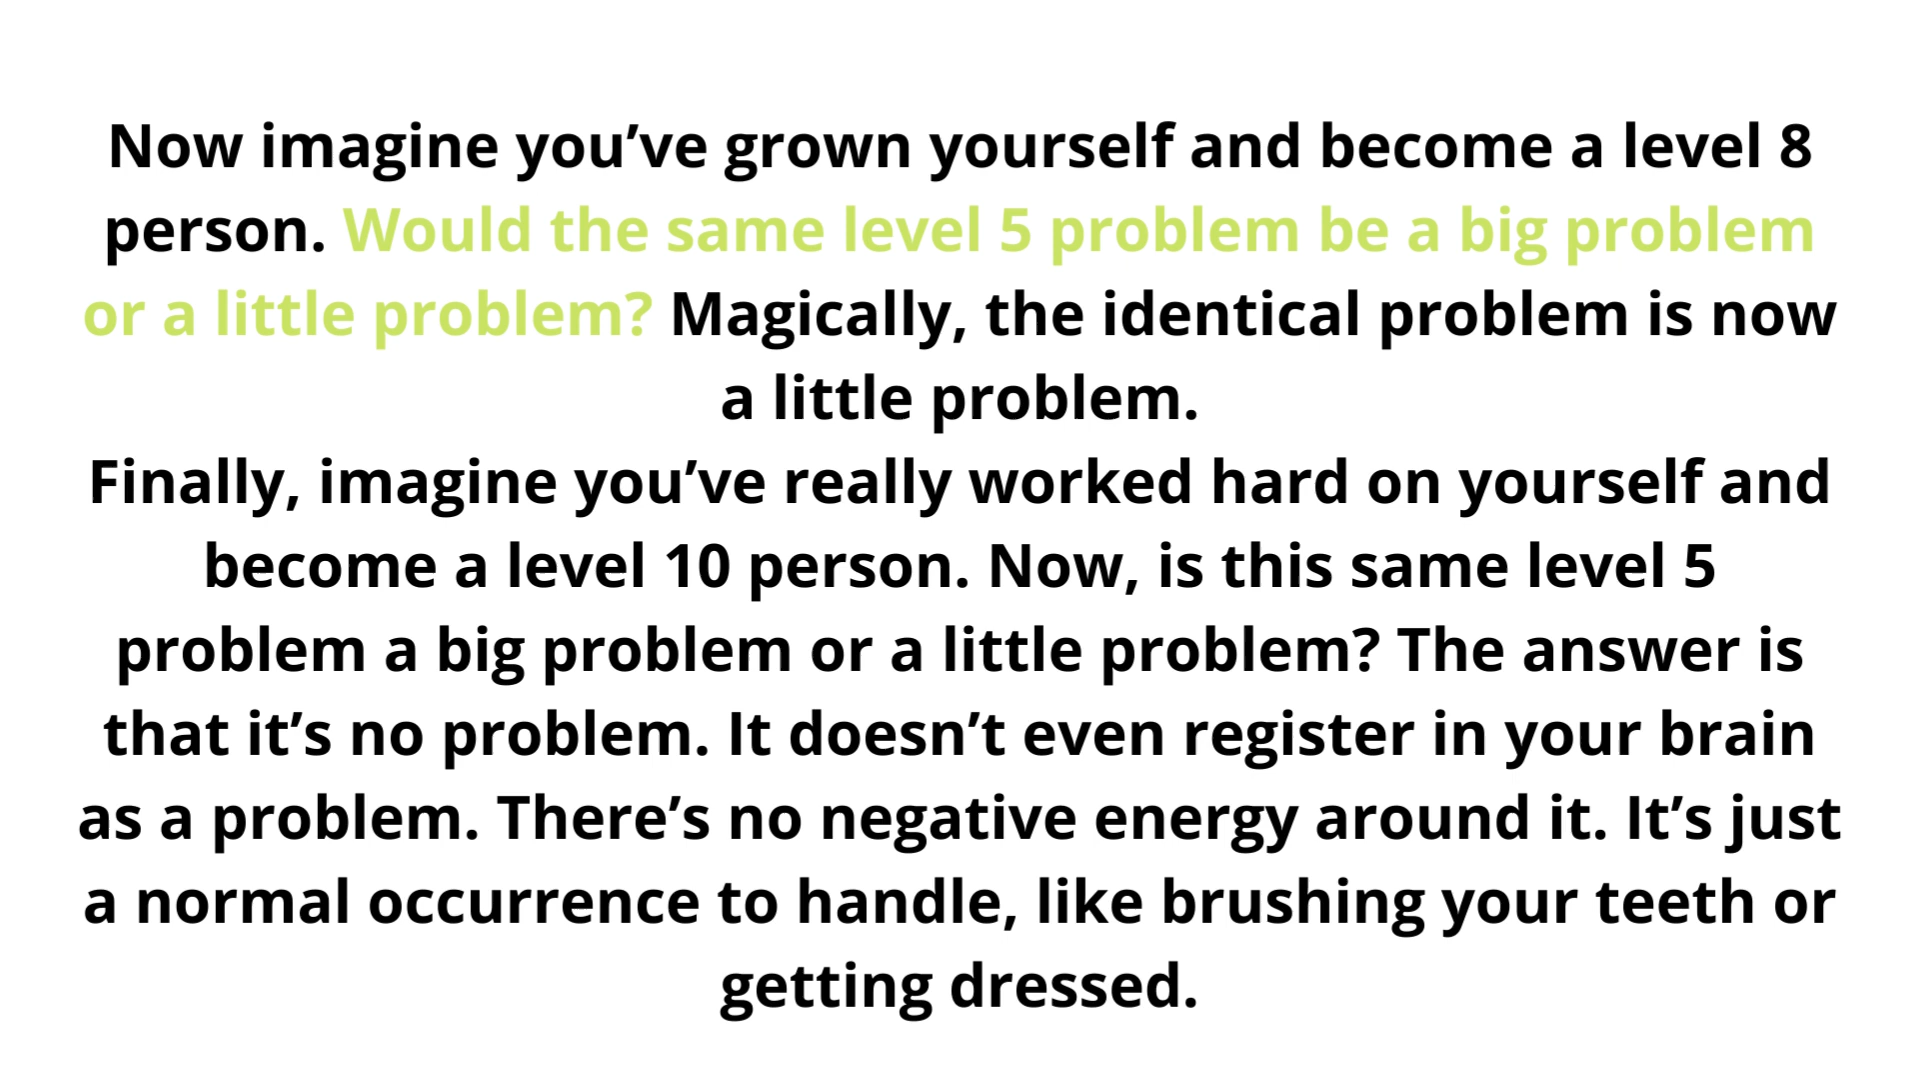 Now imagine you’ve grown yourself and become a level 8
person. Would the same level 5 problem be a big problem
or a little problem? Magically, the identical problem is now
a little problem.
Finally, imagine you’ve really worked hard on yourself and
become a level 10 person. Now, is this same level 5
problem a big problem or a little problem? The answer is
that it’s no problem. It doesn’t even register in your brain
as a problem. There’s no negative energy around it. It’s just
a normal occurrence to handle, like brushing your teeth or
getting dressed.